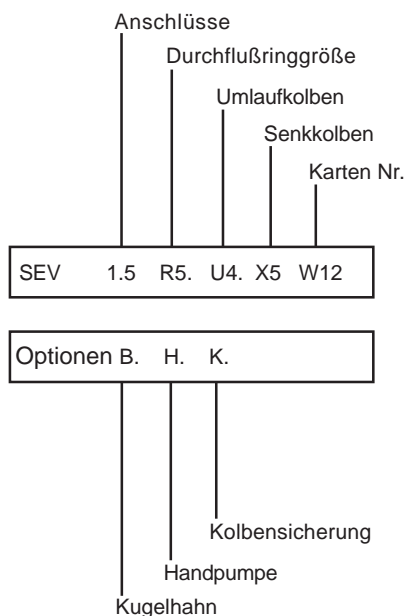 Anschlüsse
Durchflußringgröße
Umlaufkolben
Senkkolben
Karten Nr.
SEV 1.5 R5. U4. X5 W12
Optionen B. H. K.
Kolbensicherung
Handpumpe
Kugelhahn